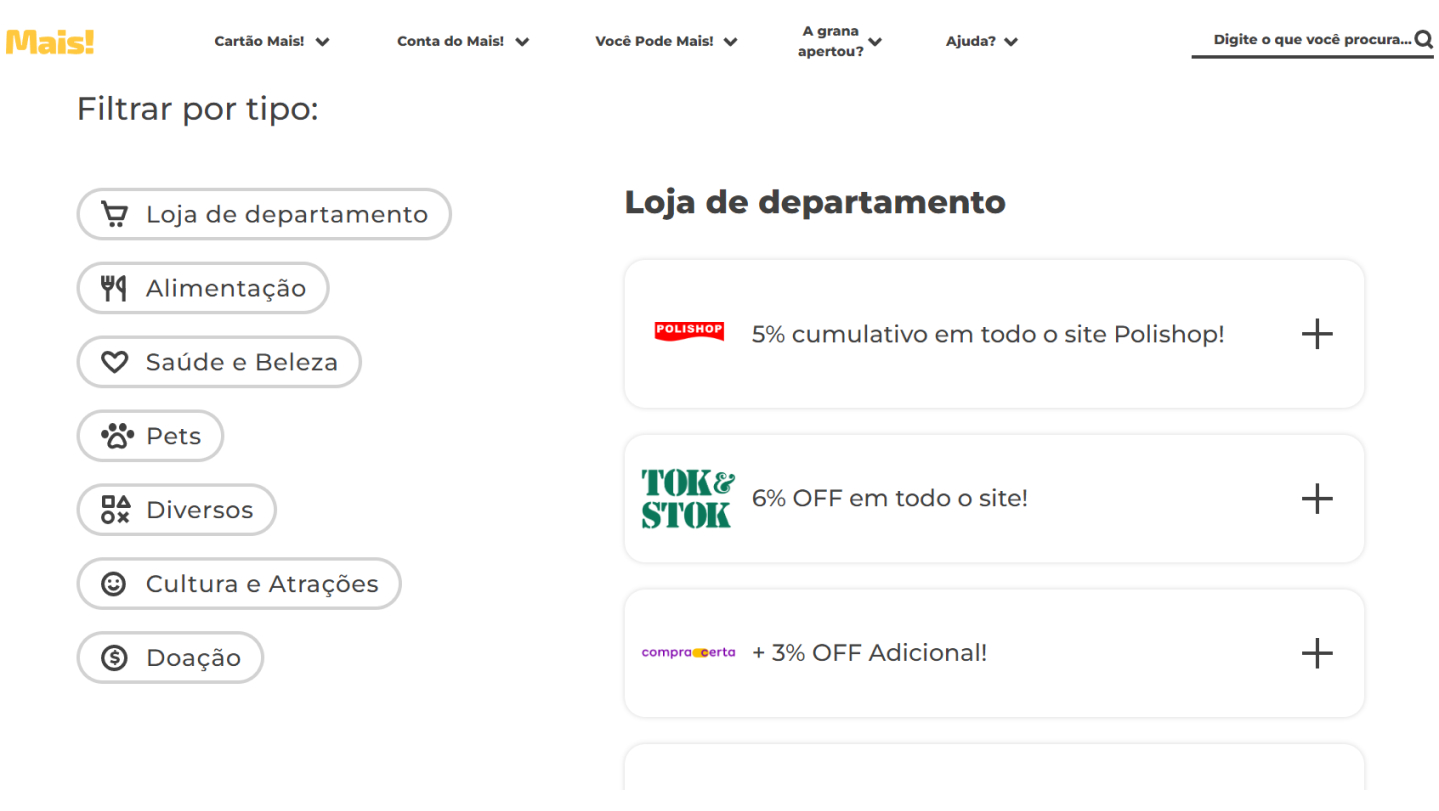 Mais!
Cartão Mais!
Conta do Mais!
Você Pode Mais!
A grana
apertou?
Ajuda?
Digite o que você procura...
Filtrar por tipo:
Loja de departamento
Alimentação
Saúde e Beleza
Pets
Diversos
Cultura e Atrações
Doação
Loja de departamento
POLISHOP
5% cumulativo em todo o site Polishop!
TOK&
STOK
6% OFF em todo o site!
compracerta
+ 3% OFF Adicional!